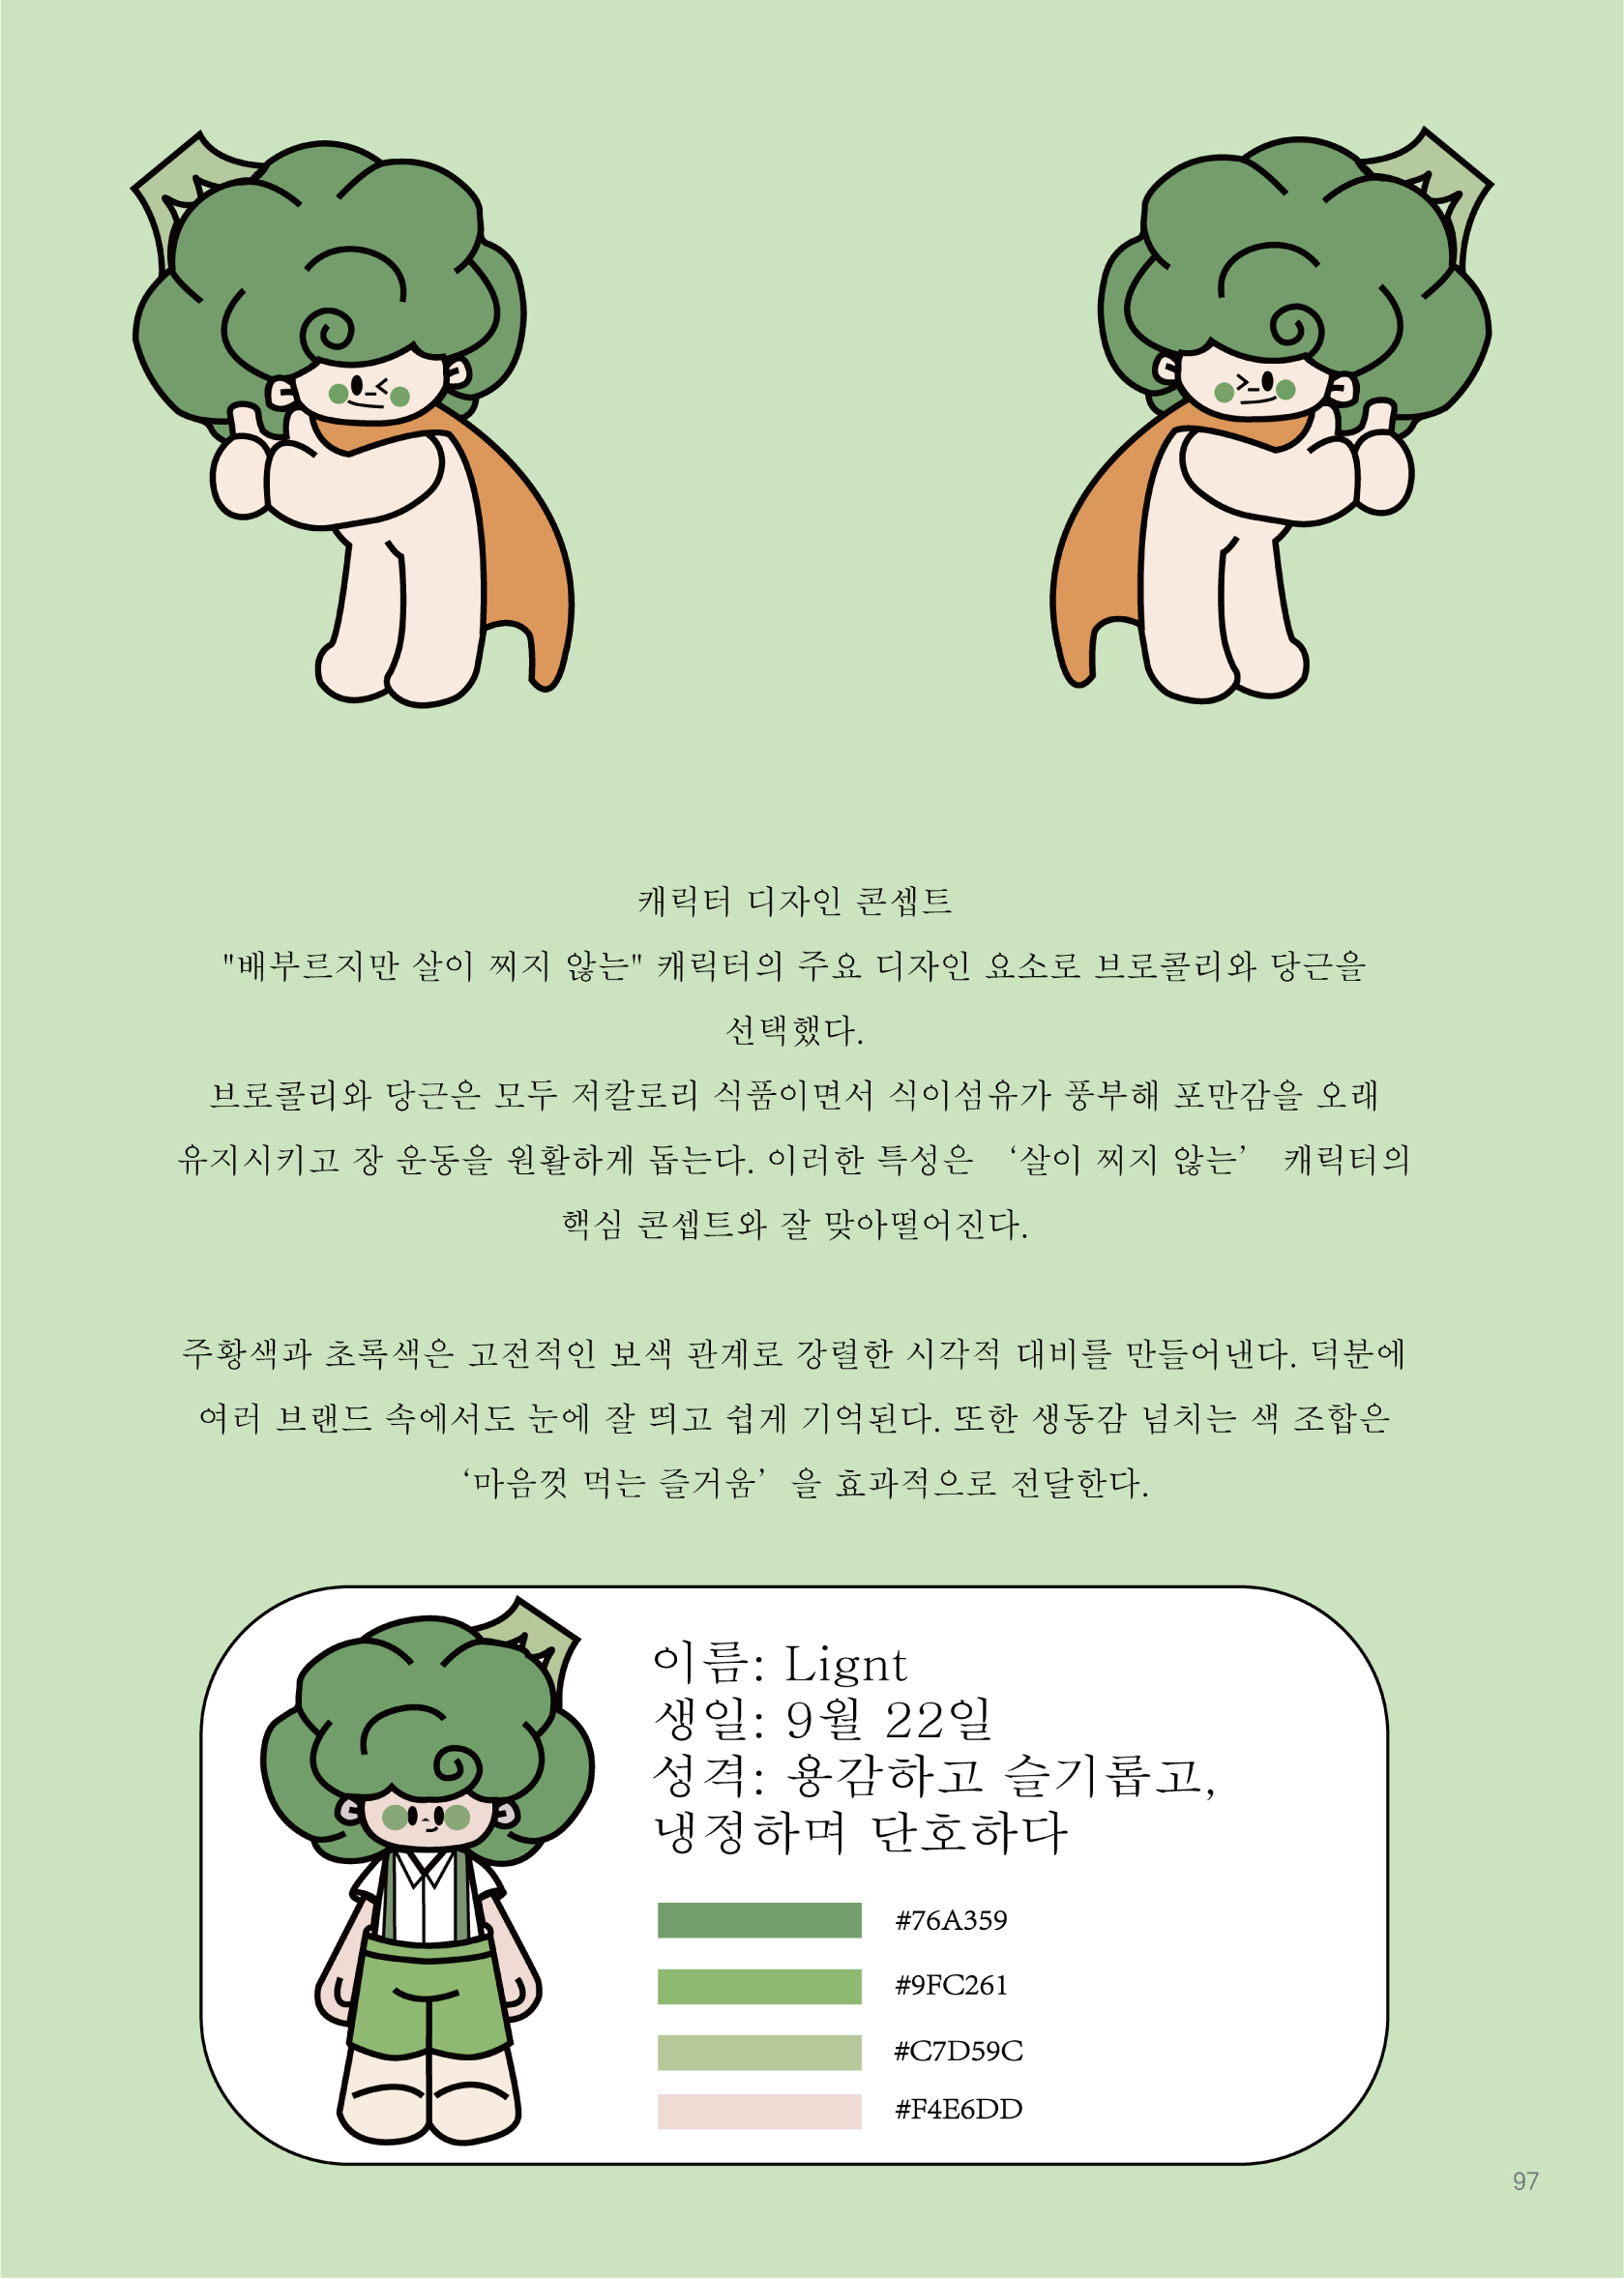 캐릭터 디자인 콘셉트
"배부르지만 살이 찌지 않는" 캐릭터의 주요 디자인 요소로 브로콜리와 당근을
선택했다.
브로콜리와 당근은 모두 저칼로리 식품이면서 식이섬유가 풍부해 포만감을 오래
유지시키고 장 운동을 원활하게 돕는다. 이러한 특성은 ‘살이 찌지 않는’ 캐릭터의
핵심 콘셉트와 잘 맞아떨어진다.
주황색과 초록색은 고전적인 보색 관계로 강렬한 시각적 대비를 만들어낸다. 덕분에
여러 브랜드 속에서도 눈에 잘 띄고 쉽게 기억된다. 또한 생동감 넘치는 색 조합은
‘마음껏 먹는 즐거움’을 효과적으로 전달한다.
이름: Lignt
생일: 9월 22일
성격: 용감하고 슬기롭고,
냉정하며 단호하다
#76A359
#9FC261
#C7D59C
#F4E6DD
97